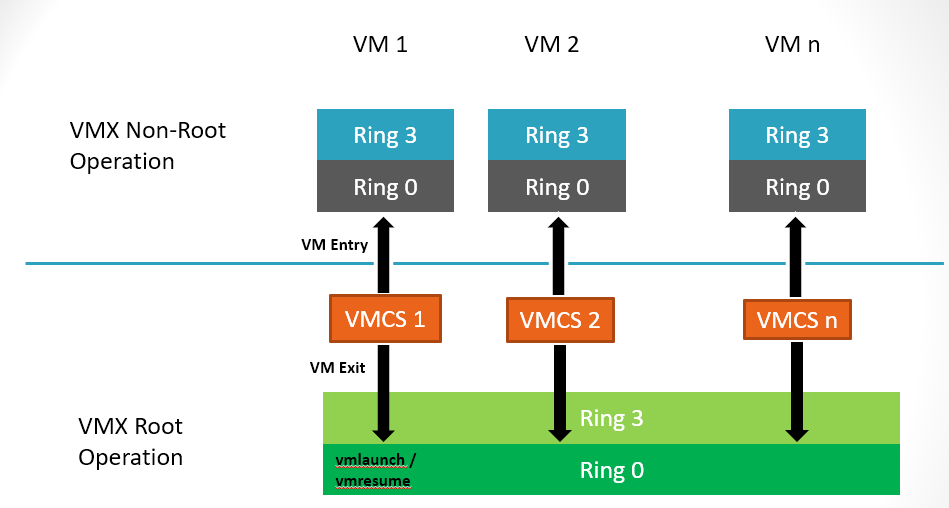 VM 1
VM 2
VM n
VMX Non-Root
Operation
Ring 3
Ring 3
Ring 3
Ring 0
Ring 0
Ring 0
VM Entry
VMCS 1
VMCS 2
VMCS n
VM Exit
VMX Root
Operation
Ring 3
vmlaunch /
vmresume
Ring 0